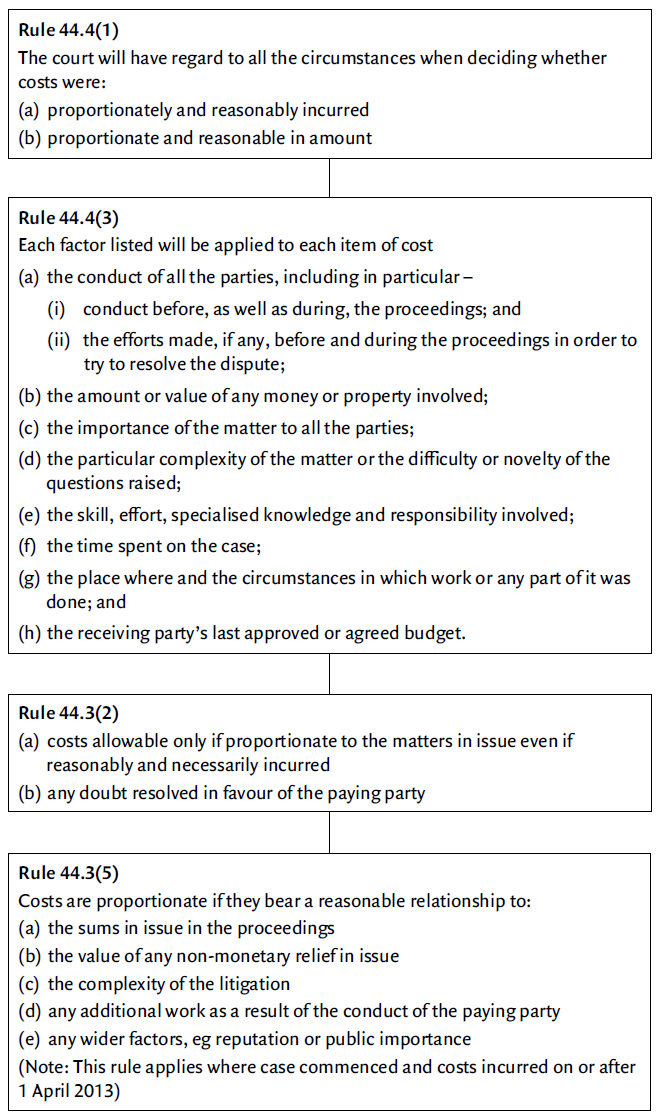 Rule 44.4(1)
The court will have regard to all the circumstances when deciding whether
costs were:
(a) proportionately and reasonably incurred
(b) proportionate and reasonable in amount
Rule 44.4(3)
Each factor listed will be applied to each item of cost
(a) the conduct of all the parties, including in particular –
(i) conduct before, as well as during, the proceedings; and
(ii) the efforts made, if any, before and during the proceedings in order to
try to resolve the dispute;
(b) the amount or value of any money or property involved;
(c) the importance of the matter to all the parties;
(d) the particular complexity of the matter or the difficulty or novelty of the
questions raised;
(e) the skill, effort, specialised knowledge and responsibility involved;
(f) the time spent on the case;
(g) the place where and the circumstances in which work or any part of it was
done; and
(h) the receiving party’s last approved or agreed budget.
Rule 44.3(2)
(a) costs allowable only if proportionate to the matters in issue even if
reasonably and necessarily incurred
(b) any doubt resolved in favour of the paying party
Rule 44.3(5)
Costs are proportionate if they bear a reasonable relationship to:
(a) the sums in issue in the proceedings
(b) the value of any non-monetary relief in issue
(c) the complexity of the litigation
(d) any additional work as a result of the conduct of the paying party
(e) any wider factors, eg reputation or public importance
(Note: This rule applies where case commenced and costs incurred on or after
1 April 2013)